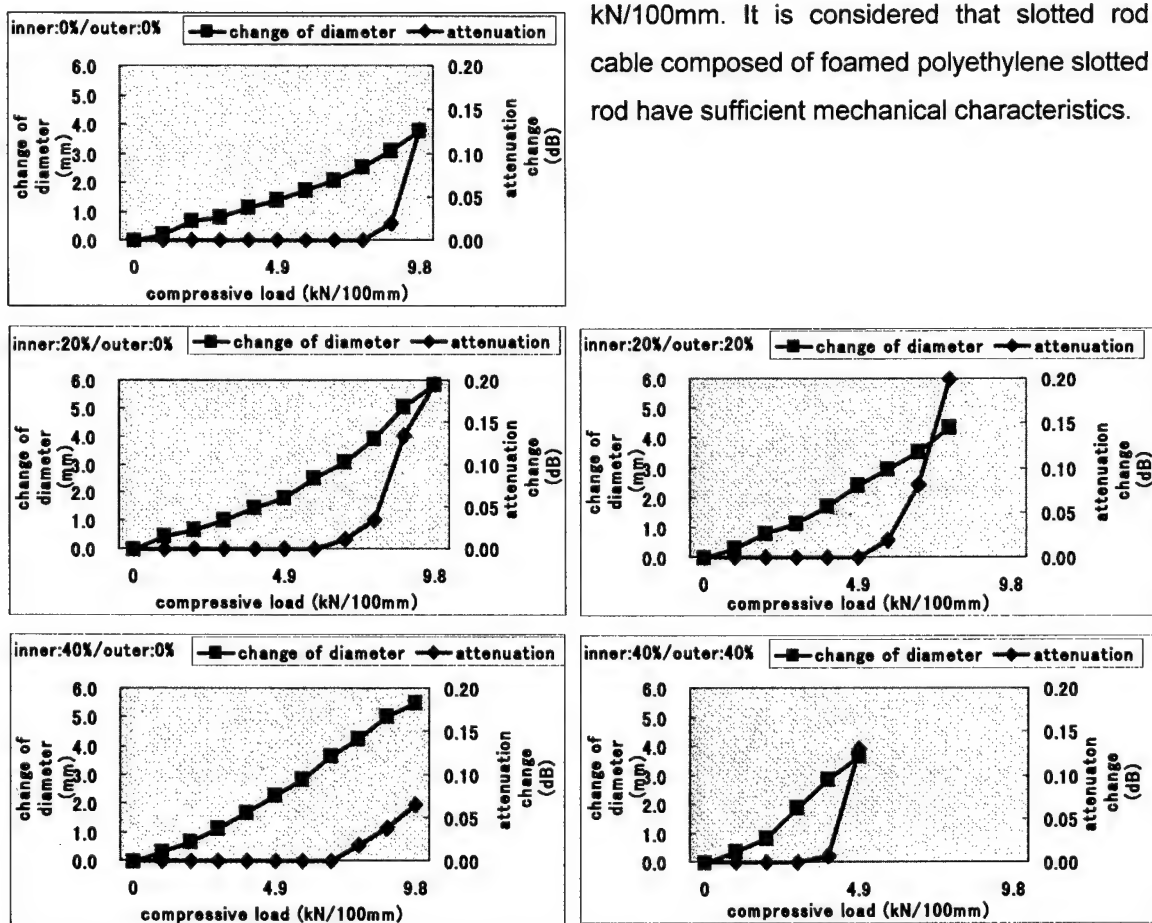 kN/100mm. It is considered that slotted rod
cable composed of foamed polyethylene slotted
rod have sufficient mechanical characteristics.
inner:0%/outer:0% change of diameter attenuation
6.0
5.0
4.0
3.0
2.0
1.0
0.0
change of
diameter
(mm)
0.20
0.15
0.10
0.05
0.00
attenuation
change
(dB)
0 4.9 9.8
compressive load (kN/100mm)
inner:20%/outer:0% change of diameter attenuation
6.0
5.0
4.0
3.0
2.0
1.0
0.0
change of
diameter
(mm)
0.20
0.15
0.10
0.05
0.00
attenuation
change
(dB)
0 4.9 9.8
compressive load (kN/100mm)
inner:20%/outer:20% change of diameter attenuation
6.0
5.0
4.0
3.0
2.0
1.0
0.0
change of
diameter
(mm)
0.20
0.15
0.10
0.05
0.00
attenuation
change
(dB)
0 4.9 9.8
compressive load (kN/100mm)
inner:40%/outer:0% change of diameter attenuation
6.0
5.0
4.0
3.0
2.0
1.0
0.0
change of
diameter
(mm)
0.20
0.15
0.10
0.05
0.00
attenuation
change
(dB)
0 4.9 9.8
compressive load (kN/100mm)
inner:40%/outer:40% change of diameter attenuation
6.0
5.0
4.0
3.0
2.0
1.0
0.0
change of
diameter
(mm)
0.20
0.15
0.10
0.05
0.00
attenuaton
change
(dB)
0 4.9 9.8
compressive load (kN/100mm)